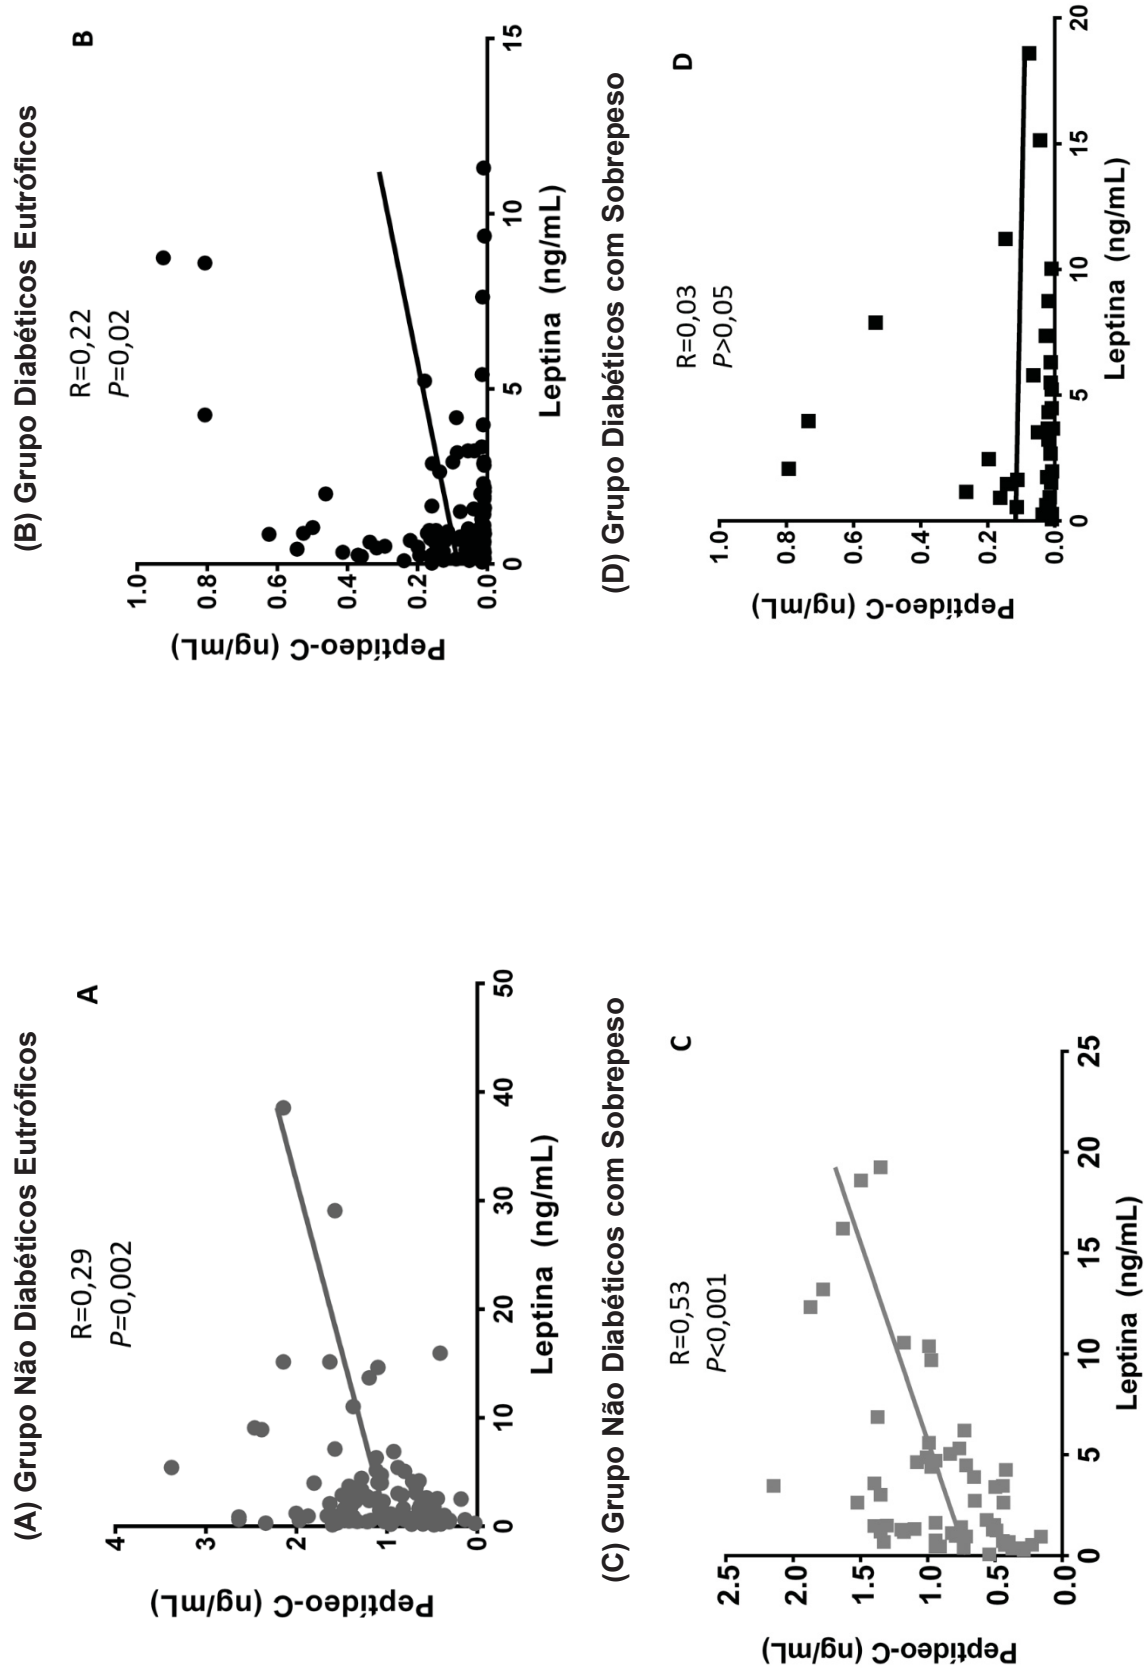 (A) Grupo Não Diabéticos Eutróficos
A
R=0,29
P=0,002
Peptídeo-C (ng/mL)
4
3
2
1
0
0
10
20
30
40
50
Leptina (ng/mL)
(B) Grupo Diabéticos Eutróficos
B
R=0,22
P=0,02
Peptídeo-C (ng/mL)
1.0
0.8
0.6
0.4
0.2
0.0
0
5
10
15
Leptina (ng/mL)
(C) Grupo Não Diabéticos com Sobrepeso
C
R=0,53
P<0,001
Peptídeo-C (ng/mL)
2.5
2.0
1.5
1.0
0.5
0.0
0
5
10
15
20
25
Leptina (ng/mL)
(D) Grupo Diabéticos com Sobrepeso
D
R=0,03
P>0,05
Peptídeo-C (ng/mL)
1.0
0.8
0.6
0.4
0.2
0.0
0
5
10
15
20
Leptina (ng/mL)